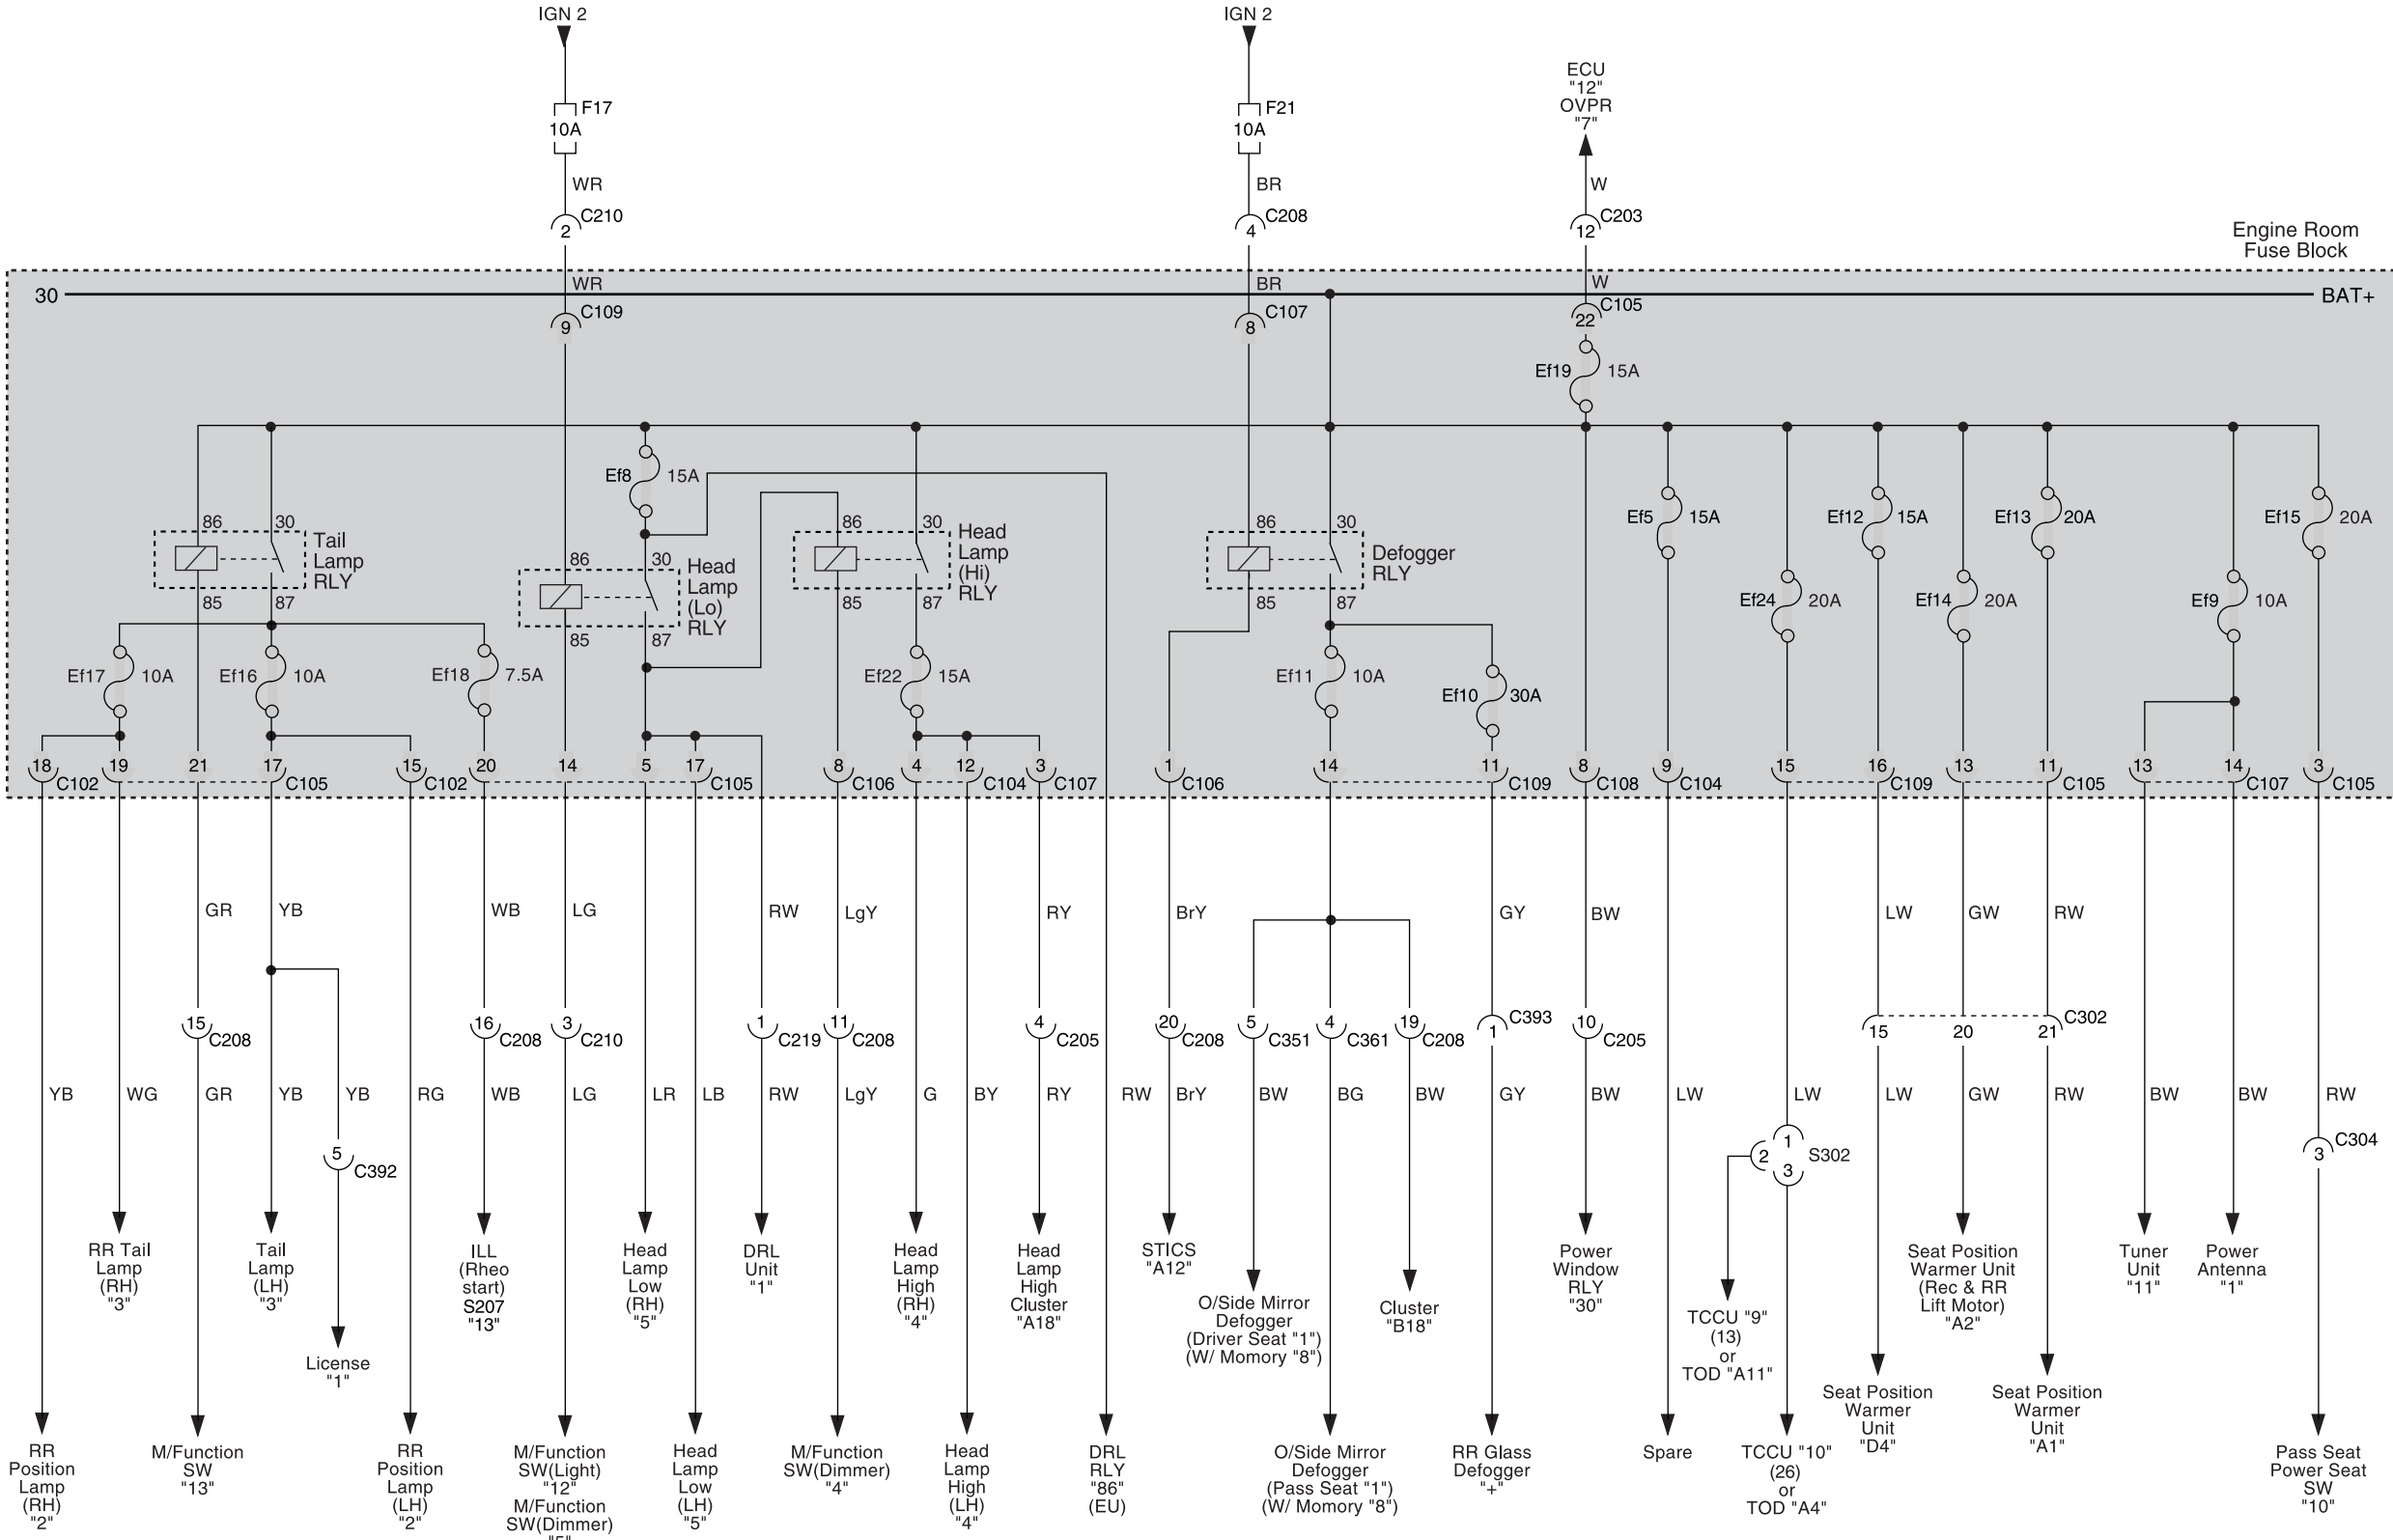 IGN 2
IGN 2
ECU
"12"
OVPR
"7"
F17
10A
F21
10A
WR
BR
W
C210
2
C208
4
C203
12
Engine Room
Fuse Block
WR
BR
W
30
BAT+
C109
9
C107
8
C105
22
Ef19
15A
Ef8
15A
86
30
Tail
Lamp
RLY
85
87
86
30
Head
Lamp
(Lo)
RLY
85
87
86
30
Head
Lamp
(Hi)
RLY
85
87
86
30
Defogger
RLY
85
87
Ef5
15A
Ef12
15A
Ef13
20A
Ef15
20A
Ef24
20A
Ef14
20A
Ef9
10A
Ef17
10A
Ef16
10A
Ef18
7.5A
Ef22
15A
Ef11
10A
Ef10
30A
18
C102
19
21
17
C105
15
C102
20
14
5
17
C105
8
C106
4
12
C104
3
C107
1
C106
14
11
C109
8
C108
9
C104
15
16
C109
13
11
C105
13
14
C107
3
C105
GR
YB
WB
LG
RW
LgY
RY
BrY
GY
BW
LW
GW
RW
15
C208
16
C208
3
C210
1
C219
11
C208
4
C205
20
C208
5
C351
4
C361
19
C208
C393
1
10
C205
15
20
21
C302
YB
WG
GR
YB
YB
RG
WB
LG
LR
LB
RW
LgY
G
BY
RY
RW
BrY
BW
BG
BW
GY
BW
LW
LW
LW
GW
RW
BW
BW
RW
5
C392
1
2
3
S302
C304
3
RR Tail
Lamp
(RH)
"3"
Tail
Lamp
(LH)
"3"
License
"1"
ILL
(Rheo
start)
S207
"13"
Head
Lamp
Low
(RH)
"5"
DRL
Unit
"1"
Head
Lamp
High
(RH)
"4"
Head
Lamp
High
Cluster
"A18"
STICS
"A12"
O/Side Mirror
Defogger
(Driver Seat "1")
(W/ Momory "8")
Cluster
"B18"
Power
Window
RLY
"30"
TCCU "9"
(13)
or
TOD "A11"
Seat Position
Warmer Unit
(Rec & RR
Lift Motor)
"A2"
Tuner
Unit
"11"
Power
Antenna
"1"
Seat Position
Warmer
Unit
"D4"
Seat Position
Warmer
Unit
"A1"
RR
Position
Lamp
(RH)
"2"
M/Function
SW
"13"
RR
Position
Lamp
(LH)
"2"
M/Function
SW(Light)
"12"
M/Function
SW(Dimmer)
Head
Lamp
Low
(LH)
"5"
M/Function
SW(Dimmer)
"4"
Head
Lamp
High
(LH)
"4"
DRL
RLY
"86"
(EU)
O/Side Mirror
Defogger
(Pass Seat "1")
(W/ Momory "8")
RR Glass
Defogger
"+"
Spare
TCCU "10"
(26)
or
TOD "A4"
Pass Seat
Power Seat
SW
"10"